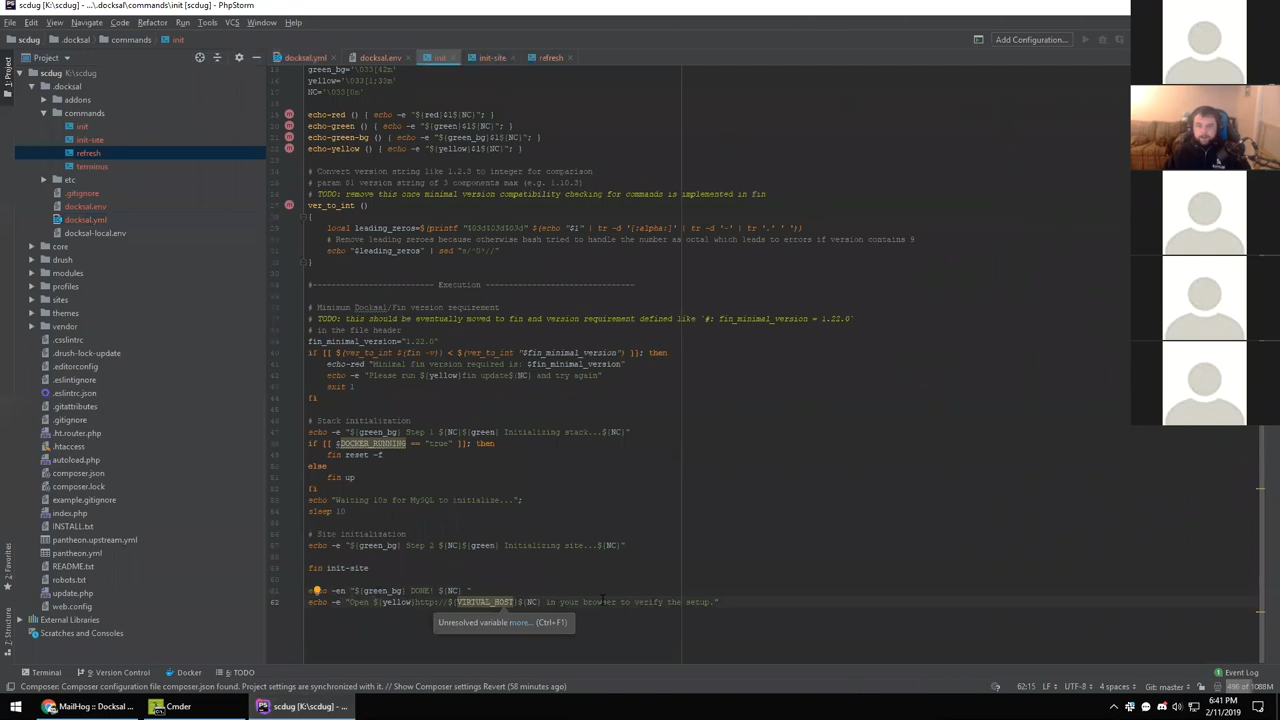 scdug [K:\scdug] - ...\.docksal\commands\init [scdug] - PhpStorm
File Edit View Navigate Code Refactor Run Tools VCS Window Help
scdug .docksal commands init
Add Configuration...
Project
docksal.yml
docksal.env
init
init-site
refresh
1: Project
scdug K:\scdug
.docksal
addons
commands
init
init-site
refresh
terminus
etc
.gitignore
docksal.env
docksal.yml
docksal-local.env
core
drush
modules
profiles
sites
themes
vendor
.csslintrc
.drush-lock-update
.editorconfig
.eslintignore
.eslintrc.json
.gitattributes
.gitignore
.ht.router.php
.htaccess
autoload.php
composer.json
composer.lock
example.gitignore
index.php
INSTALL.txt
pantheon.upstream.yml
pantheon.yml
README.txt
robots.txt
update.php
web.config
External Libraries
Scratches and Consoles
2: Favorites
Z: Structure
green_bg='\033[42m'
yellow='\033[1;33m'
NC='\033[0m'
echo-red () { echo -e "${red}$1${NC}"; }
echo-green () { echo -e "${green}$1${NC}"; }
echo-green-bg () { echo -e "${green_bg}$1${NC}"; }
echo-yellow () { echo -e "${yellow}$1${NC}"; }
# Convert version string like 1.2.3 to integer for comparison
# param $1 version string of 3 components max (e.g. 1.10.3)
# TODO: remove this once minimal version compatibility checking for commands is implemented in fin
ver_to_int ()
{
local leading_zeroes=$(printf "%03d%03d%03d" $(echo "$1" | tr -d '[:alpha:]' | tr -d '-' | tr '.' ' '))
# Remove leading zeroes because otherwise bash tried to handle the number as octal which leads to errors if version contains 9
echo "$leading_zeros" | sed "s/^0*//"
}
#------------------------- Execution --------------------------------
# Minimum Docksal/Fin version requirement
# TODO: this should be eventually moved to fin and version requirement defined like `#: fin_minimal_version = 1.22.0`
# in the file header
fin_minimal_version="1.22.0"
if [[ $(ver_to_int $(fin -v)) < $(ver_to_int "$fin_minimal_version") ]]; then
echo-red "Minimal fin version required is: $fin_minimal_version"
echo -e "Please run ${yellow}fin update${NC} and try again"
exit 1
fi
# Stack initialization
echo -e "${green_bg} Step 1 ${NC}${green} Initializing stack...${NC}"
if [[ $DOCKER_RUNNING == "true" ]]; then
fin reset -f
else
fin up
fi
echo "Waiting 10s for MySQL to initialize...";
sleep 10
# Site initialization
echo -e "${green_bg} Step 2 ${NC}${green} Initializing site...${NC}"
fin init-site
echo -en "${green_bg} DONE! ${NC} "
62 echo -e "Open ${yellow}http://${VIRTUAL_HOST}${NC} in your browser to verify the setup."
Unresolved variable more... (Ctrl+F1)
Terminal 9: Version Control Docker 6: TODO Event Log
Composer: Composer configuration file composer.json found. Project settings are synchronized with it. // Show Composer settings Revert (58 minutes ago)
62:15 LF UTF-8 4 spaces Git: master 496 of 1088M
MailHog :: Docksal ...
Cmder
scdug [K:\scdug] - ...
6:41 PM
2/11/2019